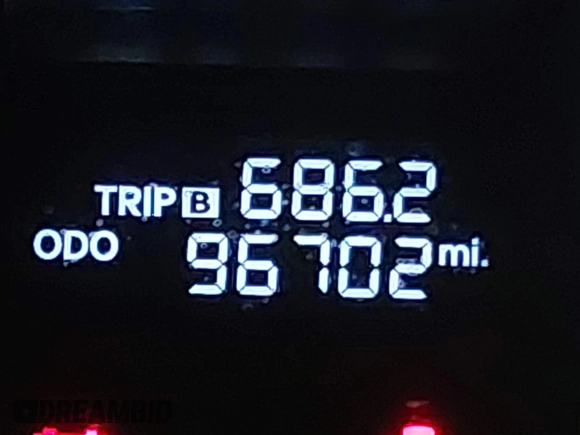 TRIP B 686.2
ODO 96702 mi.
DREAMBID